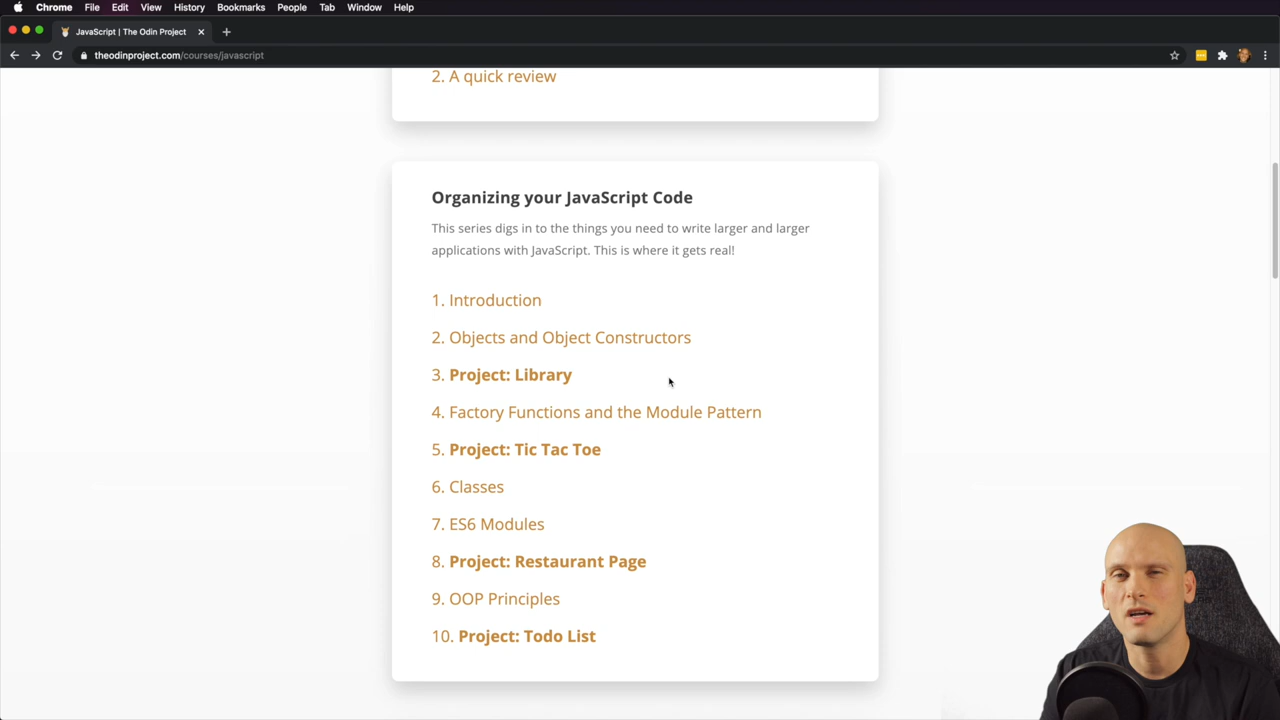 Chrome File Edit View History Bookmarks People Tab Window Help
JavaScript | The Odin Project
theodinproject.com/courses/javascript
2. A quick review
Organizing your JavaScript Code
This series digs in to the things you need to write larger and larger
applications with JavaScript. This is where it gets real!
1. Introduction
2. Objects and Object Constructors
3. Project: Library
4. Factory Functions and the Module Pattern
5. Project: Tic Tac Toe
6. Classes
7. ES6 Modules
8. Project: Restaurant Page
9. OOP Principles
10. Project: Todo List